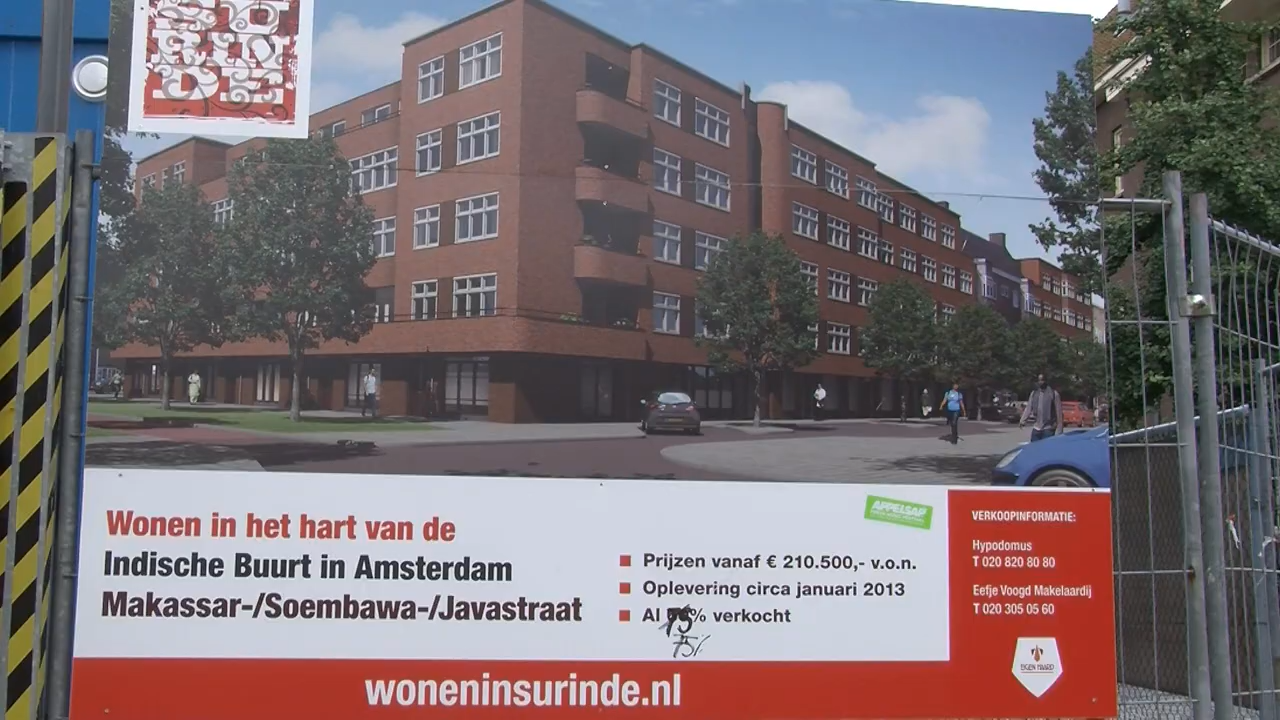 Wonen in het hart van de
Indische Buurt in Amsterdam
Makassar-/Soembawa-/Javastraat
APPELSAP
Prijzen vanaf € 210.500,- v.o.n.
Oplevering circa januari 2013
Al 75% verkocht
75%
VERKOOPINFORMATIE:
Hypodomus
T 020 820 80 80
Eefje Voogd Makelaardij
T 020 305 05 60
EIGEN HAARD
woneninsurinde.nl